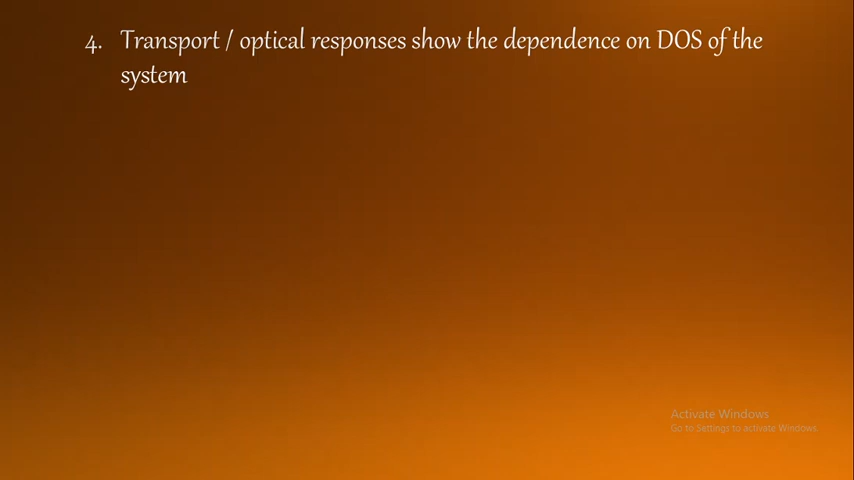 4. Transport / optical responses show the dependence on DOS of the
system
Activate Windows
Go to Settings to activate Windows.